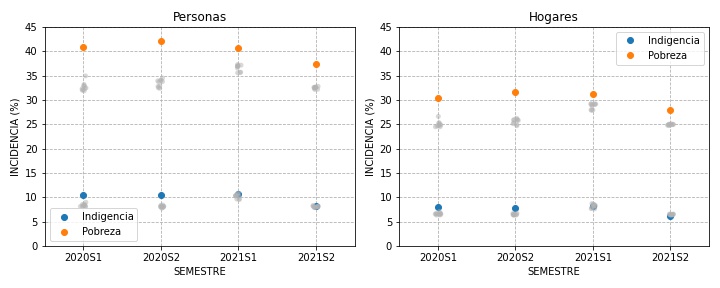 Personas
INCIDENCIA (%)
45
40
35
30
25
20
15
10
5
0
Indigencia
Pobreza
2020S1 2020S2 2021S1 2021S2
SEMESTRE
Hogares
INCIDENCIA (%)
45
40
35
30
25
20
15
10
5
0
Indigencia
Pobreza
2020S1 2020S2 2021S1 2021S2
SEMESTRE